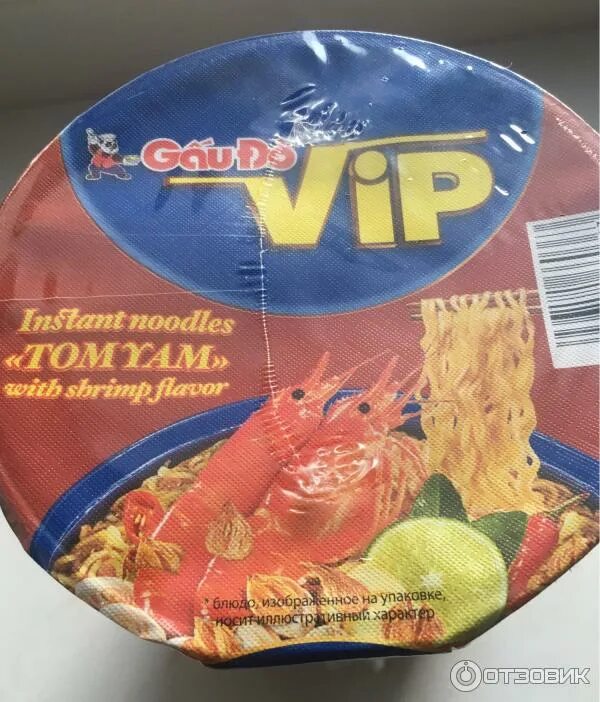 Gấu Đỏ
ViP
Instant noodles
«TOM YAM»
with shrimp flavor
* блюдо, изображенное на упаковке,
носит иллюстративный характер
ОТЗОВИК